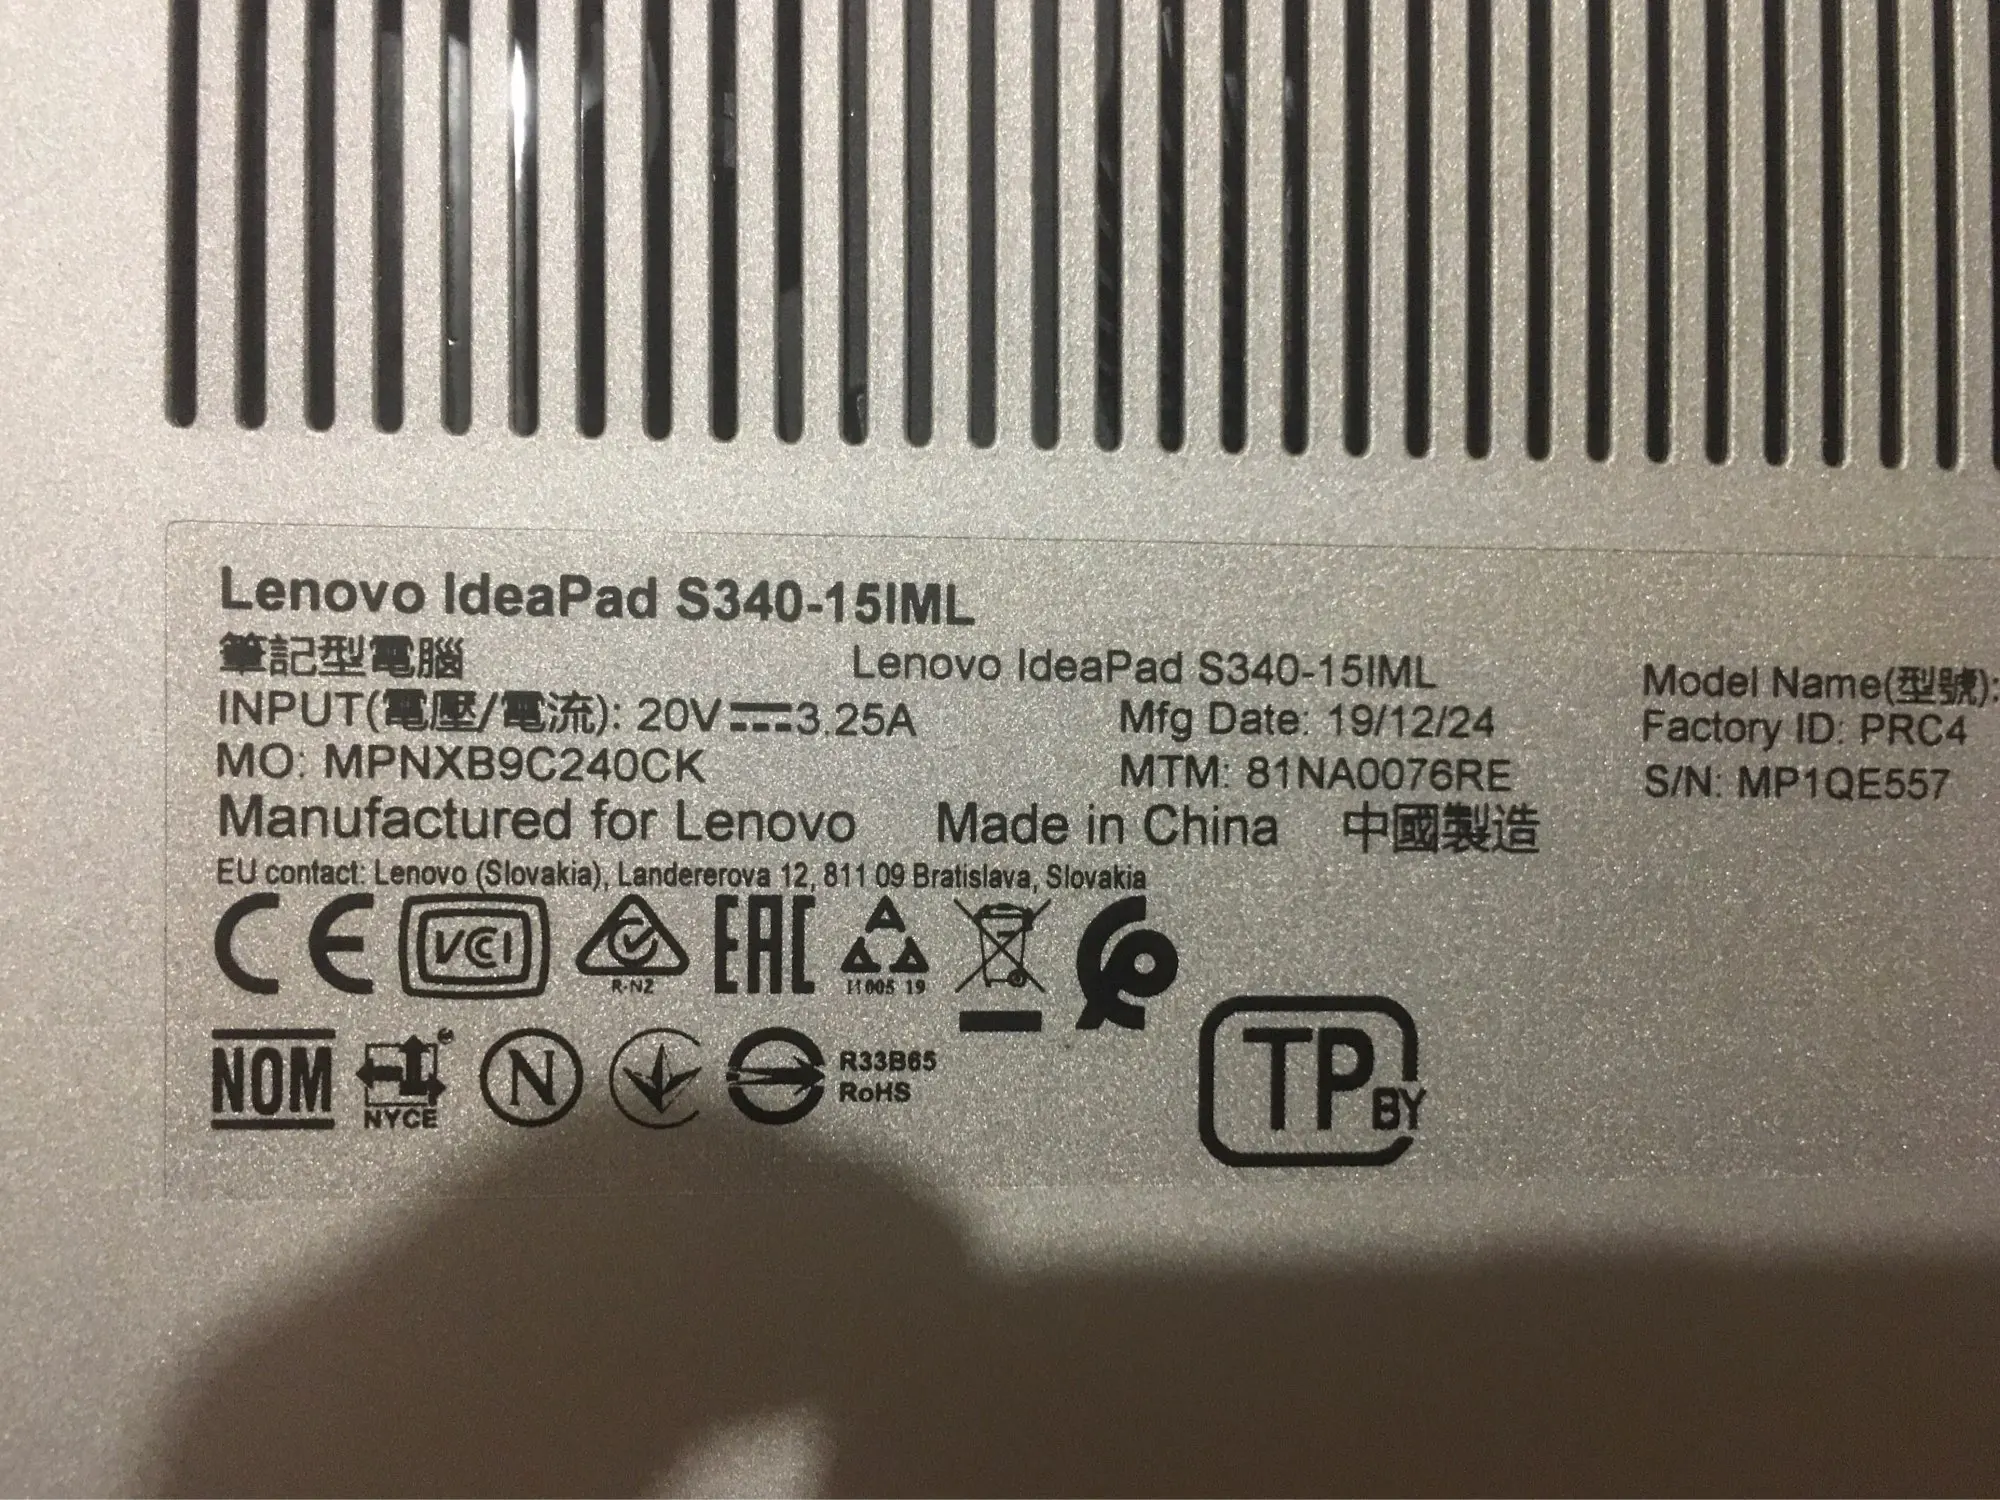 Lenovo IdeaPad S340-15IML
筆記型電腦 Lenovo IdeaPad S340-15IML Model Name(型號):
INPUT(電壓/電流): 20V⎓3.25A Mfg Date: 19/12/24 Factory ID: PRC4
MO: MPNXB9C240CK MTM: 81NA0076RE S/N: MP1QE557
Manufactured for Lenovo Made in China 中國製造
EU contact: Lenovo (Slovakia), Landererova 12, 811 09 Bratislava, Slovakia
CE VCCI R-NZ EAC 11005 19
NOM NYCE N R33B65
RoHS
TP BY